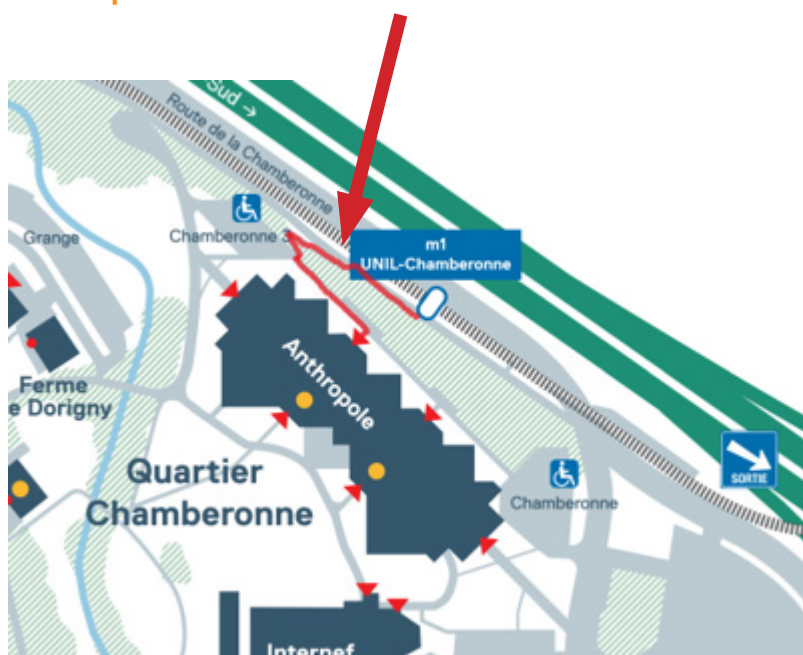 Sud →
Route de la Chamberonne
Grange
Chamberonne 3
m1
UNIL-Chamberonne
Anthropole
Ferme
e Dorigny
Quartier
Chamberonne
SORTIE
Chamberonne
Internef